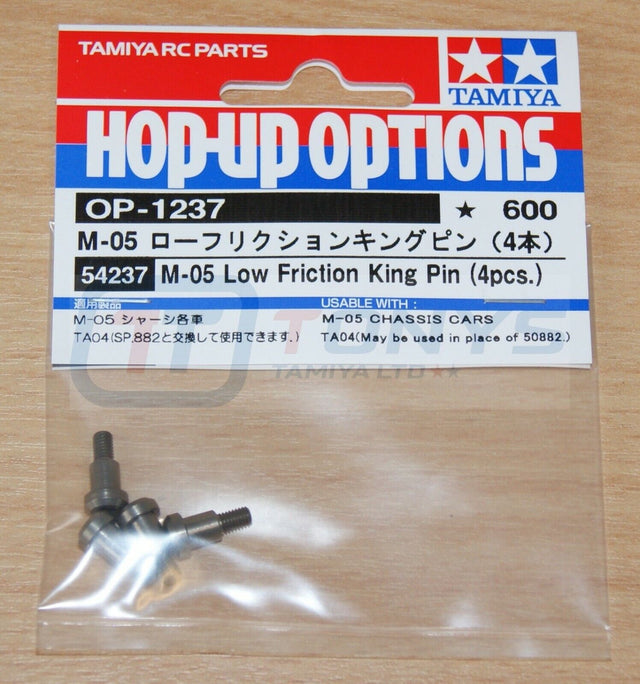 TAMIYA RC PARTS
TAMIYA
HOP-UP OPTIONS
OP-1237 ★ 600
M-05 ローフリクションキングピン（4本）
54237 M-05 Low Friction King Pin (4pcs.)
適用製品
M-05 シャーシ各車
TA04(SP.882と交換して使用できます。)
USABLE WITH :
M-05 CHASSIS CARS
TA04(May be used in place of 50882.)
TONYS
TAMIYA LTD ★★